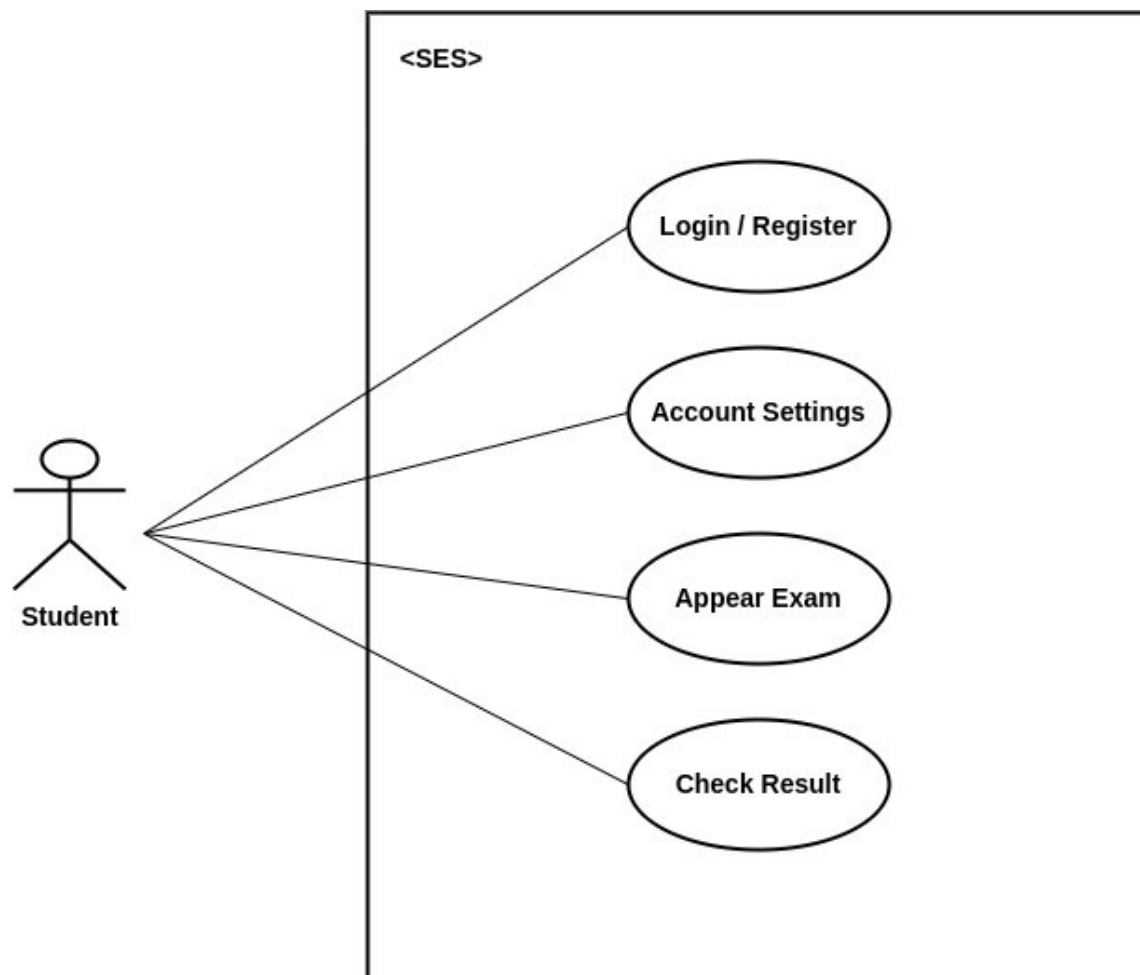 <SES>
Login / Register
Account Settings
Appear Exam
Student
Check Result